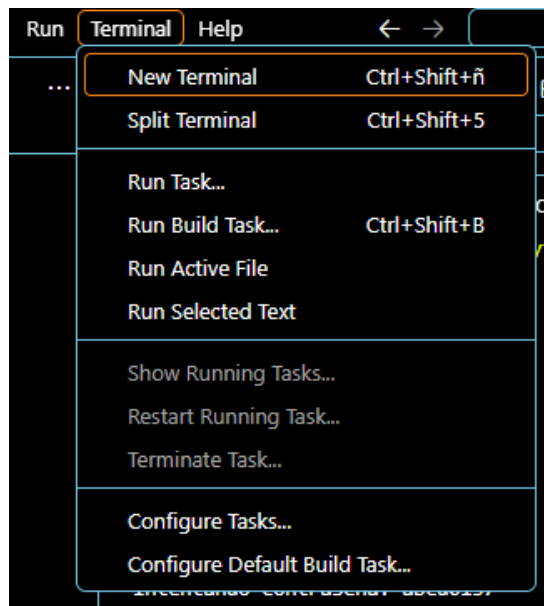 Run Terminal Help
New Terminal Ctrl+Shift+ñ
Split Terminal Ctrl+Shift+5
Run Task...
Run Build Task... Ctrl+Shift+B
Run Active File
Run Selected Text
Show Running Tasks...
Restart Running Task...
Terminate Task...
Configure Tasks...
Configure Default Build Task...